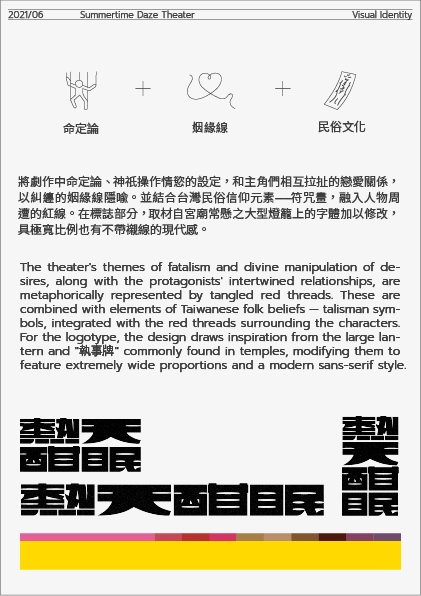 2021/06 Summertime Daze Theater Visual Identity
命定論 姻緣線 民俗文化
將劇作中命定論、神祇操作情慾的設定，和主角們相互拉扯的戀愛關係，
以糾纏的姻緣線隱喻。並結合台灣民俗信仰元素──符咒畫，融入人物周
遭的紅線。在標誌部分，取材自宮廟常懸之大型燈籠上的字體加以修改，
具極寬比例也有不帶襯線的現代感。
The theater's themes of fatalism and divine manipulation of de-
sires, along with the protagonists' intertwined relationships, are
metaphorically represented by tangled red threads. These are
combined with elements of Taiwanese folk beliefs — talisman sym-
bols, integrated with the red threads surrounding the characters.
For the logotype, the design draws inspiration from the large lan-
tern and "執事牌" commonly found in temples, modifying them to
feature extremely wide proportions and a modern sans-serif style.
熱天
酣眠
熱天酣眠
熱天酣眠